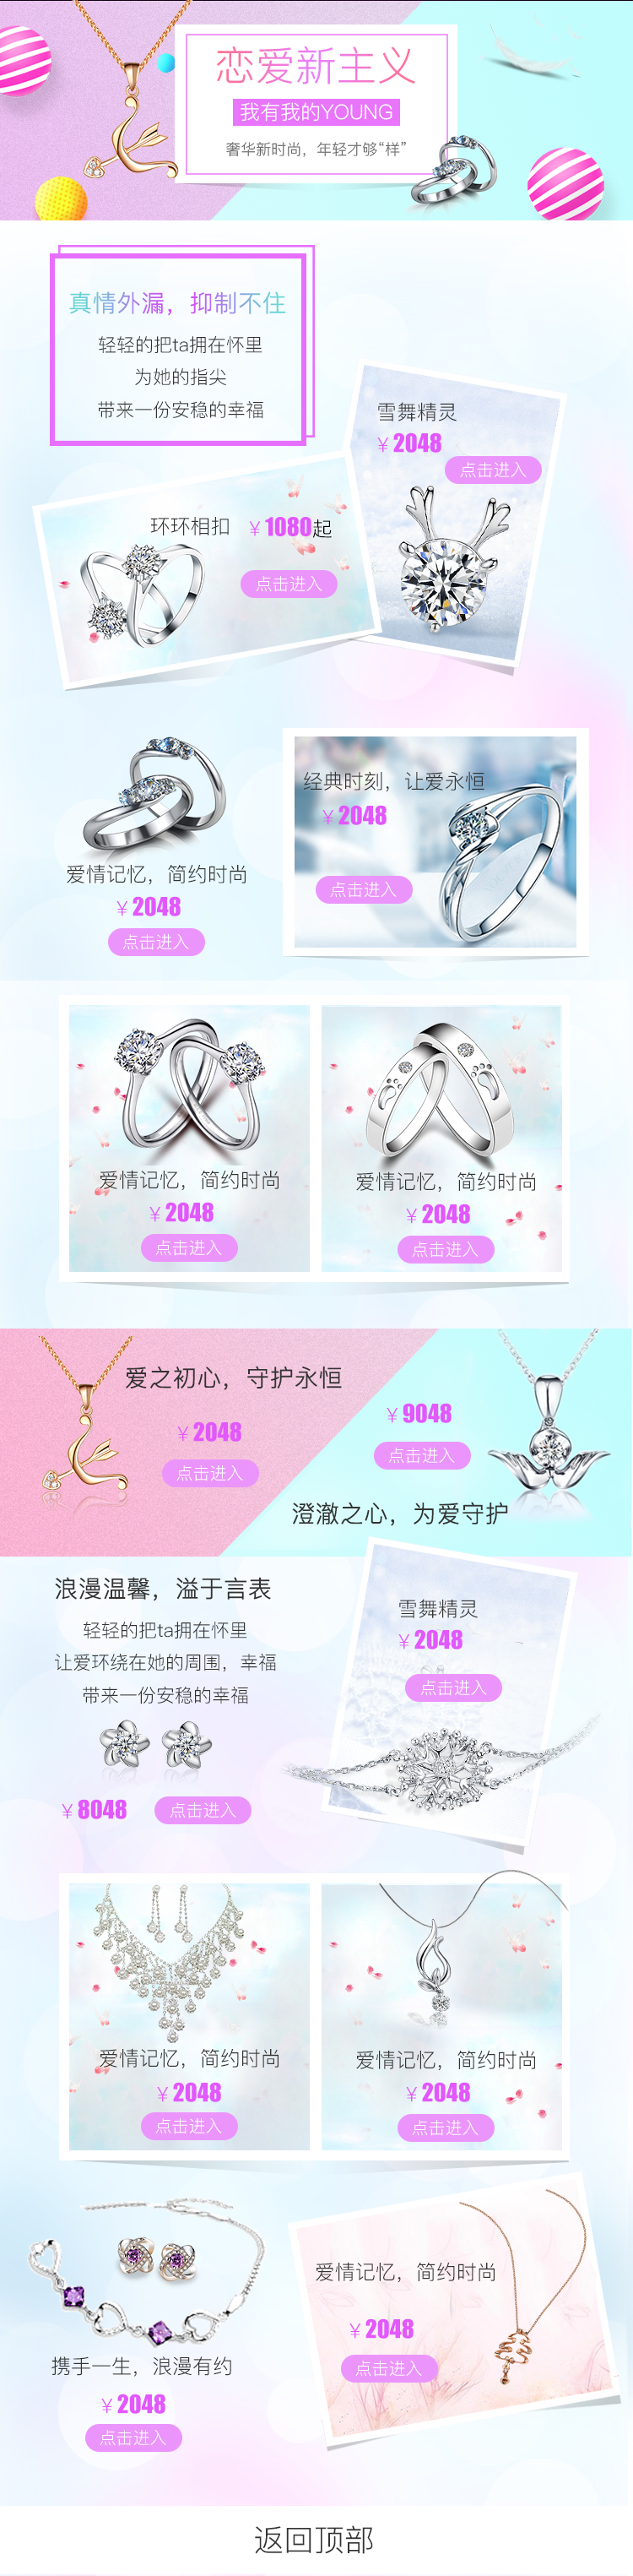 恋爱新主义
我有我的YOUNG
奢华新时尚，年轻才够“样”
真情外漏，抑制不住
轻轻的把ta拥在怀里
为她的指尖
带来一份安稳的幸福
雪舞精灵
￥2048
点击进入
环环相扣 ￥1080起
点击进入
爱情记忆，简约时尚
￥2048
点击进入
经典时刻，让爱永恒
￥2048
点击进入
爱情记忆，简约时尚
￥2048
点击进入
爱情记忆，简约时尚
￥2048
点击进入
爱之初心，守护永恒
￥2048
点击进入
￥9048
点击进入
澄澈之心，为爱守护
浪漫温馨，溢于言表
轻轻的把ta拥在怀里
让爱环绕在她的周围，幸福
带来一份安稳的幸福
￥8048 点击进入
雪舞精灵
￥2048
点击进入
爱情记忆，简约时尚
￥2048
点击进入
爱情记忆，简约时尚
￥2048
点击进入
携手一生，浪漫有约
￥2048
点击进入
爱情记忆，简约时尚
￥2048
点击进入
返回顶部